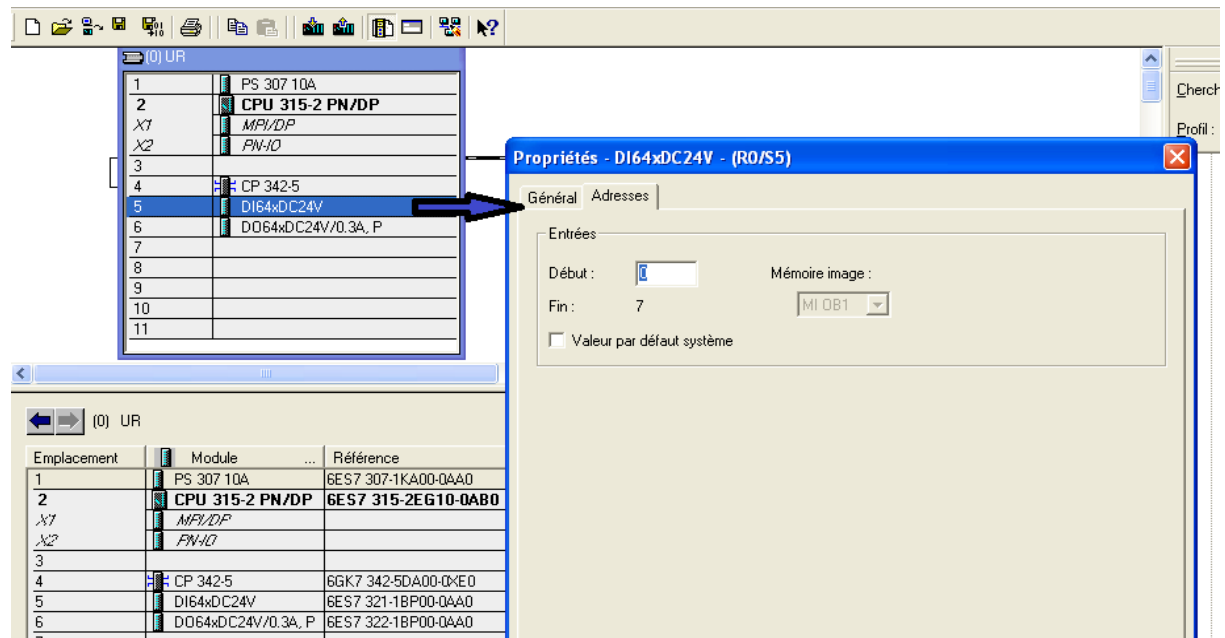 (0) UR
1 PS 307 10A
2 CPU 315-2 PN/DP
X1 MPI/DP
X2 PN-IO
3
4 CP 342-5
5 DI64xDC24V
6 DO64xDC24V/0.3A, P
7
8
9
10
11
Cherch
Profil :
Propriétés - DI64xDC24V - (R0/S5)
Général Adresses
Entrées
Début : 0 Mémoire image :
Fin : 7 MI OB1
Valeur par défaut système
(0) UR
Emplacement Module ... Référence
1 PS 307 10A 6ES7 307-1KA00-0AA0
2 CPU 315-2 PN/DP 6ES7 315-2EG10-0AB0
X1 MPI/DP
X2 PN-IO
3
4 CP 342-5 6GK7 342-5DA00-0XE0
5 DI64xDC24V 6ES7 321-1BP00-0AA0
6 DO64xDC24V/0.3A, P 6ES7 322-1BP00-0AA0